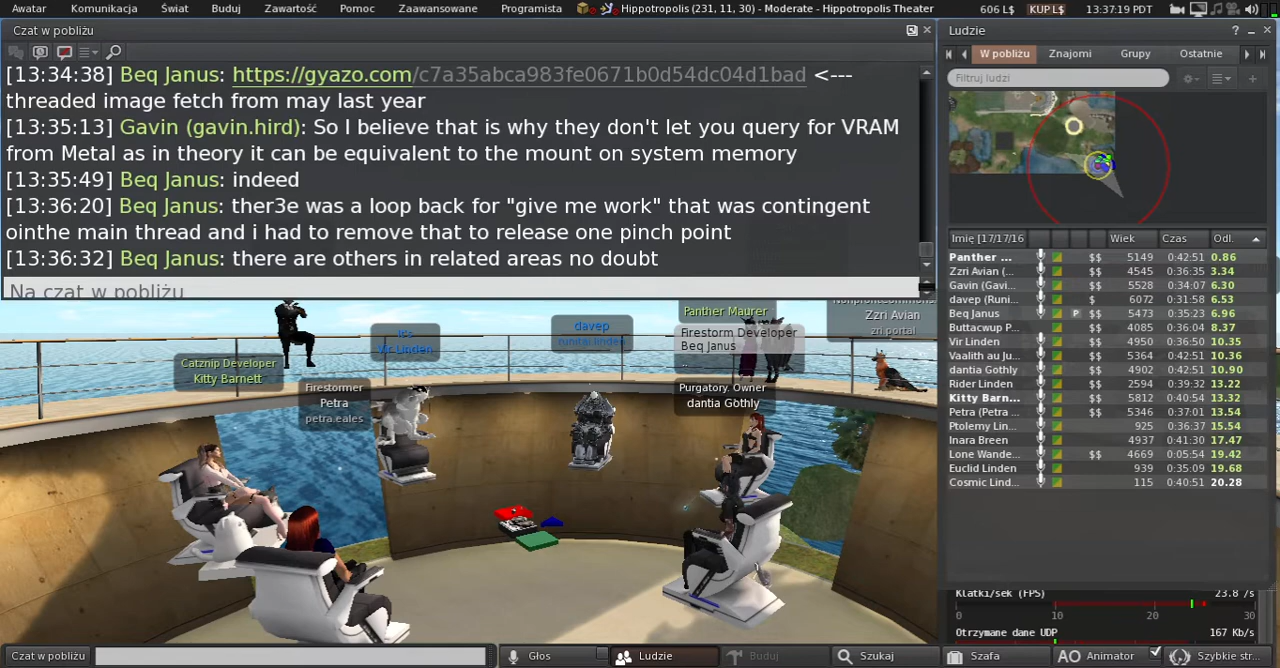 Awatar Komunikacja Świat Buduj Zawartość Pomoc Zaawansowane Programista Hippotropolis (231, 11, 30) - Moderate - Hippotropolis Theater 606 L$ KUP L$ 13:37:19 PDT
Czat w pobliżu
[13:34:38] Beq Janus: https://gyazo.com/c7a35abca983fe0671b0d54dc04d1bad <---
threaded image fetch from may last year
[13:35:13] Gavin (gavin.hird): So I believe that is why they don't let you query for VRAM
from Metal as in theory it can be equivalent to the mount on system memory
[13:35:49] Beq Janus: indeed
[13:36:20] Beq Janus: ther3e was a loop back for "give me work" that was contingent
ointhe main thread and i had to remove that to release one pinch point
[13:36:32] Beq Janus: there are others in related areas no doubt
Na czat w pobliżu
Catznip Developer
Kitty Barnett
Firestormer
Petra
petra.eales
It's
Vir Linden
davep
runitai linden
Panther Maurer
Firestorm Developer
Beq Janus
Purgatory. Owner
dantia Gothly
Zzri Avian
zri portal
Ludzie
W pobliżu Znajomi Grupy Ostatnie
Filtruj ludzi
Imię [17/17/16 Wiek Czas Odl.
Panther ... 5149 0:42:51 0.86
Zzri Avian (... $$ 4545 0:36:35 3.34
Gavin (Gavi... $$ 5528 0:34:07 6.30
davep (Runi... $ 6072 0:31:58 6.53
Beq Janus P $$ 5473 0:35:23 6.96
Buttacwup P... $$ 4085 0:36:04 8.37
Vir Linden $$ 4950 0:36:50 10.35
Vaalith au Ju... $$ 5364 0:42:51 10.36
dantia Gothly $$ 4902 0:42:51 10.90
Rider Linden $$ 2594 0:39:32 13.22
Kitty Barn... $$ 5812 0:40:54 13.32
Petra (Petra ... $$ 5346 0:37:01 13.54
Ptolemy Lin... 925 0:36:37 15.54
Inara Breen 4937 0:41:30 17.47
Lone Wande... $$ 4669 0:05:54 19.42
Euclid Linden 939 0:35:09 19.68
Cosmic Lind... 115 0:40:51 20.28
Klatki/sek (FPS) 23.8 /s
0 10 20 30
Otrzymane dane UDP 167 Kb/s
Czat w pobliżu Głos Ludzie Buduj Szukaj Szafa AO Animator Szybkie str...